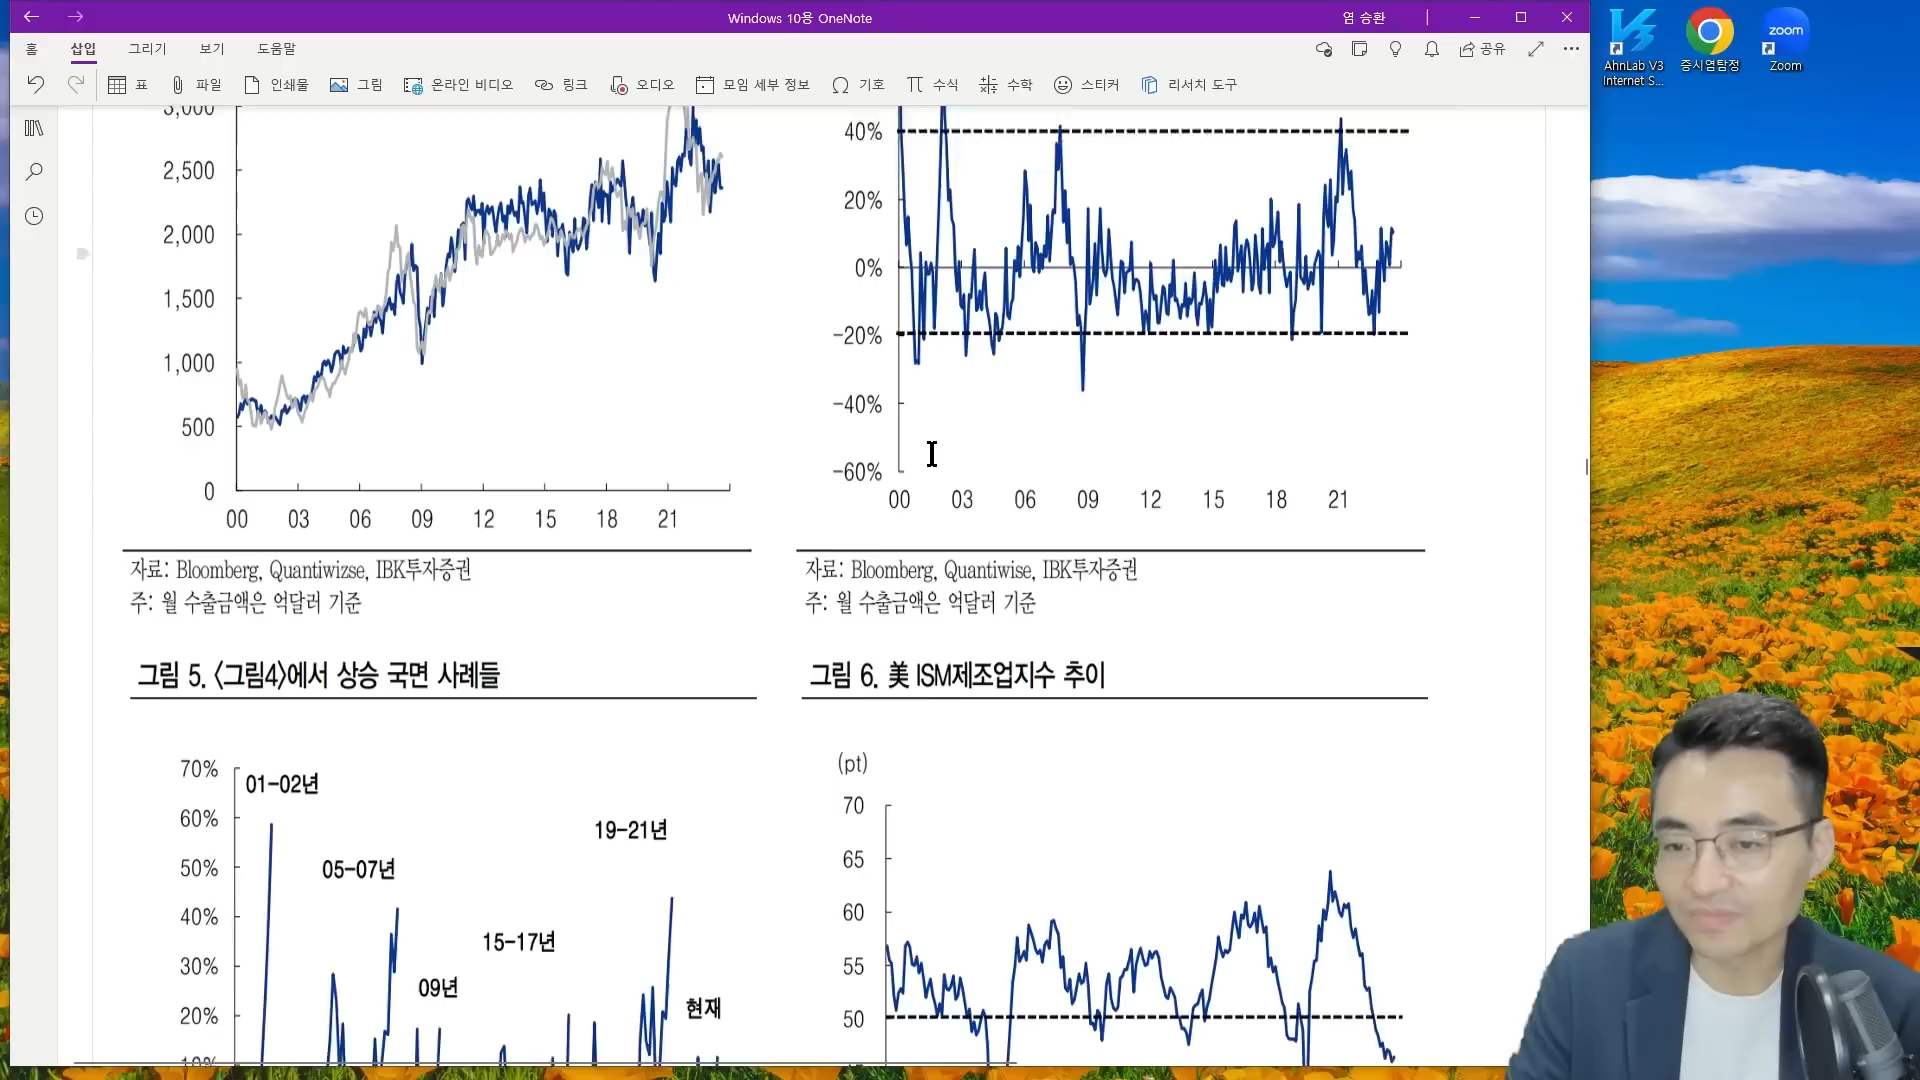 Windows 10용 OneNote
염 승환
홈 삽입 그리기 보기 도움말
공유
표 파일 인쇄물 그림 온라인 비디오 링크 오디오 모임 세부 정보 기호 수식 수학 스티커 리서치 도구
AhnLab V3
Internet S...
증시염탐정
Zoom
zoom
3,000
2,500
2,000
1,500
1,000
500
0
00 03 06 09 12 15 18 21
40%
20%
0%
-20%
-40%
-60%
00 03 06 09 12 15 18 21
자료: Bloomberg, Quantiwizse, IBK투자증권
주: 월 수출금액은 억달러 기준
자료: Bloomberg, Quantiwise, IBK투자증권
주: 월 수출금액은 억달러 기준
그림 5. 〈그림4〉에서 상승 국면 사례들
70%
60%
50%
40%
30%
20%
10%
01-02년
05-07년
09년
15-17년
19-21년
현재
그림 6. 美 ISM제조업지수 추이
(pt)
70
65
60
55
50